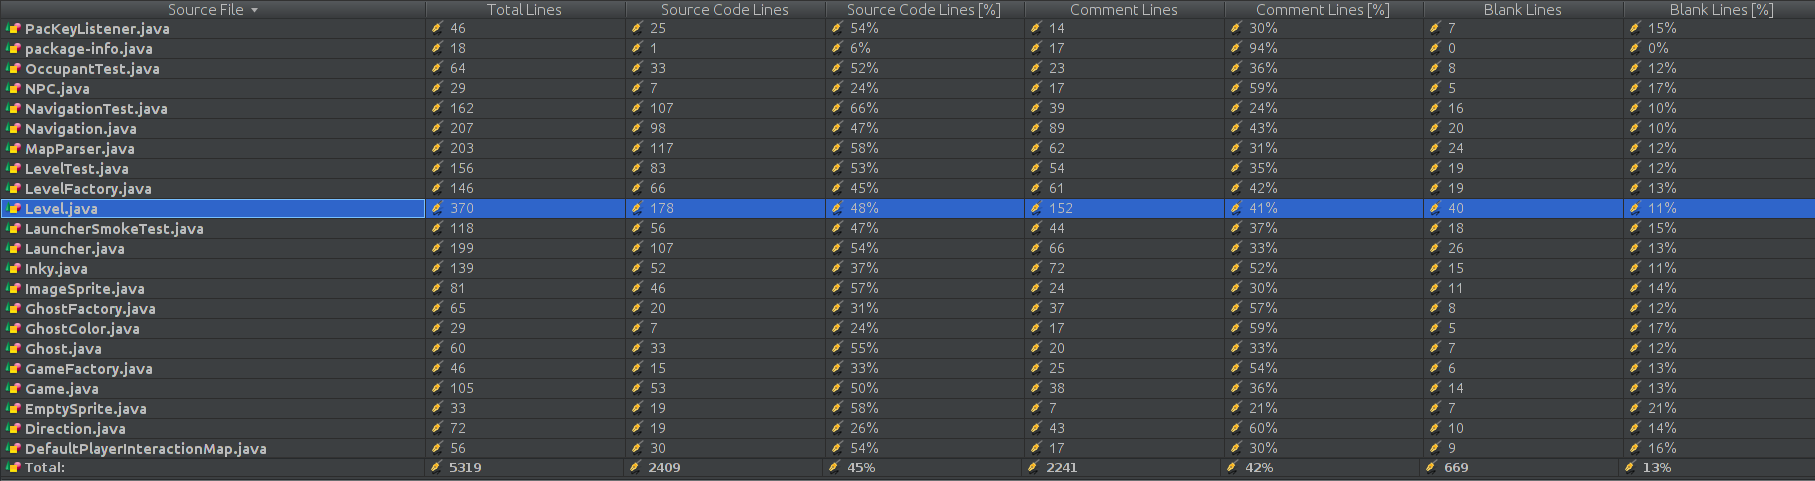 Source File Total Lines Source Code Lines Source Code Lines [%] Comment Lines Comment Lines [%] Blank Lines Blank Lines [%]
PacKeyListener.java 46 25 54% 14 30% 7 15%
package-info.java 18 1 6% 17 94% 0 0%
OccupantTest.java 64 33 52% 23 36% 8 12%
NPC.java 29 7 24% 17 59% 5 17%
NavigationTest.java 162 107 66% 39 24% 16 10%
Navigation.java 207 98 47% 89 43% 20 10%
MapParser.java 203 117 58% 62 31% 24 12%
LevelTest.java 156 83 53% 54 35% 19 12%
LevelFactory.java 146 66 45% 61 42% 19 13%
Level.java 370 178 48% 152 41% 40 11%
LauncherSmokeTest.java 118 56 47% 44 37% 18 15%
Launcher.java 199 107 54% 66 33% 26 13%
Inky.java 139 52 37% 72 52% 15 11%
ImageSprite.java 81 46 57% 24 30% 11 14%
GhostFactory.java 65 20 31% 37 57% 8 12%
GhostColor.java 29 7 24% 17 59% 5 17%
Ghost.java 60 33 55% 20 33% 7 12%
GameFactory.java 46 15 33% 25 54% 6 13%
Game.java 105 53 50% 38 36% 14 13%
EmptySprite.java 33 19 58% 7 21% 7 21%
Direction.java 72 19 26% 43 60% 10 14%
DefaultPlayerInteractionMap.java 56 30 54% 17 30% 9 16%
Total: 5319 2409 45% 2241 42% 669 13%